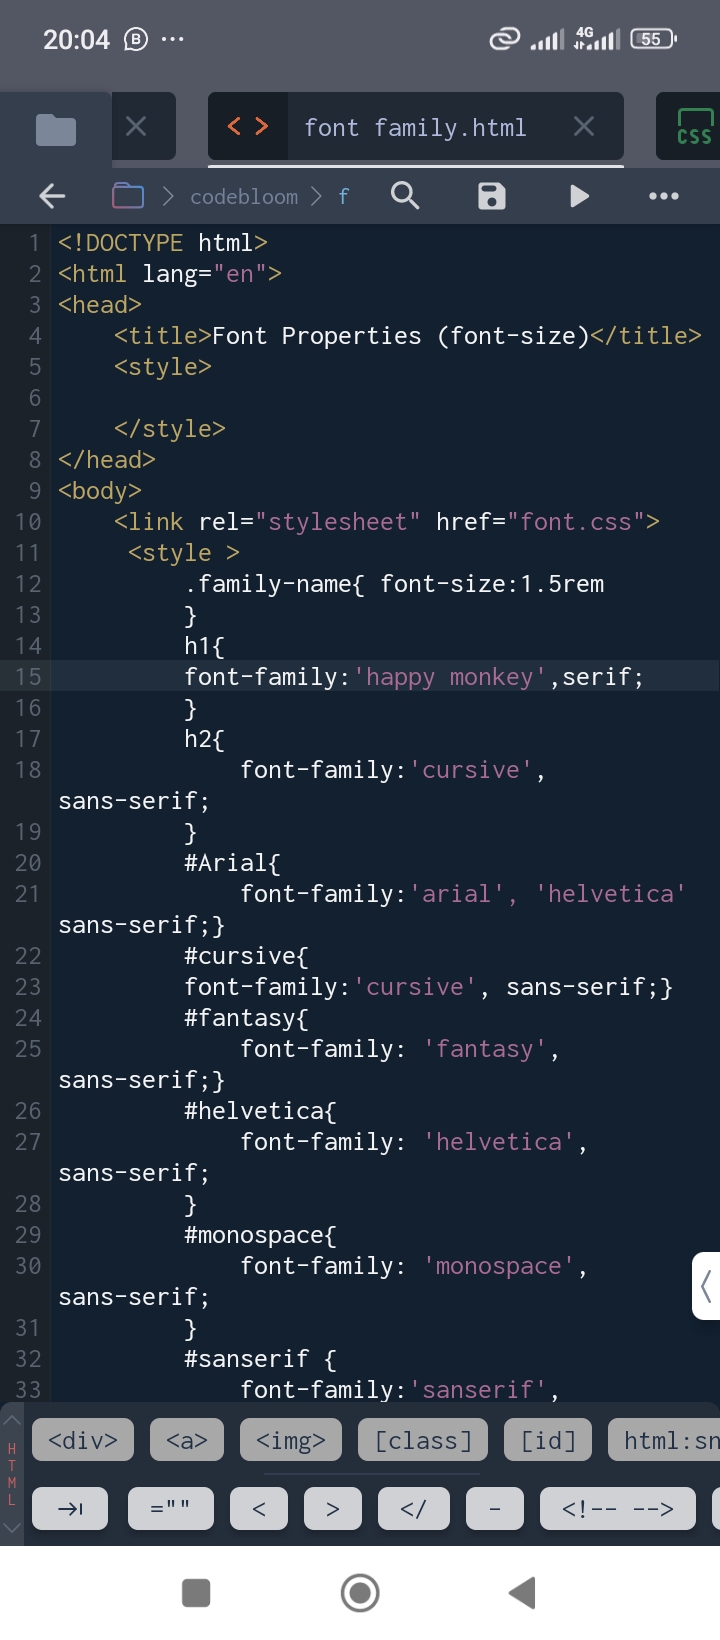 20:04
4G
55
font family.html
CSS
codebloom
f
1 <!DOCTYPE html>
2 <html lang="en">
3 <head>
4 <title>Font Properties (font-size)</title>
5 <style>
6
7 </style>
8 </head>
9 <body>
10 <link rel="stylesheet" href="font.css">
11 <style >
12 .family-name{ font-size:1.5rem
13 }
14 h1{
15 font-family:'happy monkey',serif;
16 }
17 h2{
18 font-family:'cursive',
sans-serif;
19 }
20 #Arial{
21 font-family:'arial', 'helvetica'
sans-serif;}
22 #cursive{
23 font-family:'cursive', sans-serif;}
24 #fantasy{
25 font-family: 'fantasy',
sans-serif;}
26 #helvetica{
27 font-family: 'helvetica',
sans-serif;
28 }
29 #monospace{
30 font-family: 'monospace',
sans-serif;
31 }
32 #sanserif {
33 font-family:'sanserif',
HTML
<div> <a> <img> [class] [id] html:sn
="" < > </ - <!-- -->